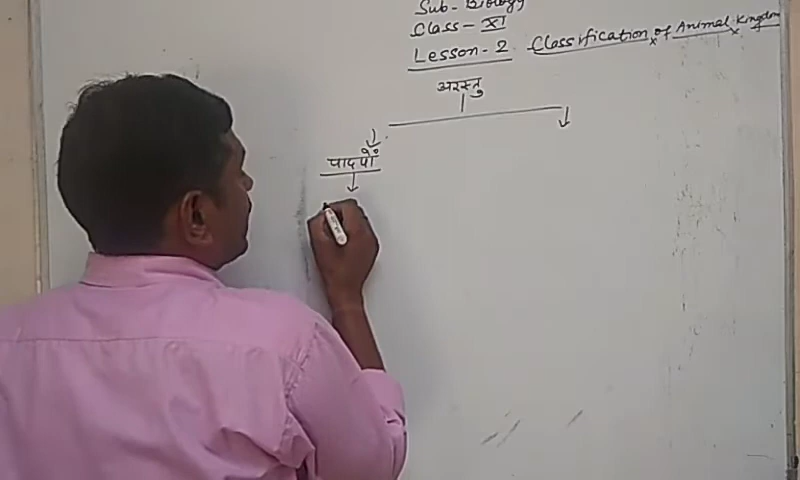 Sub- Biology
Class- XI
Lesson-2 Classification of Animal Kingdom
अरस्तु
पादपों